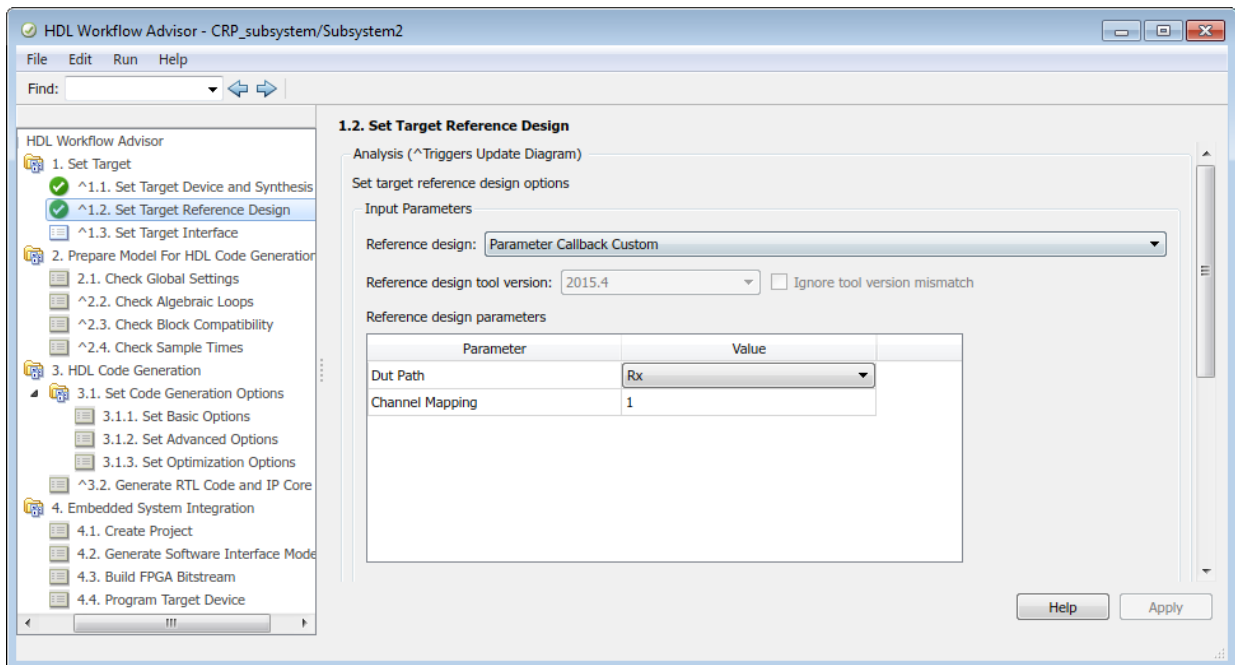 HDL Workflow Advisor - CRP_subsystem/Subsystem2
File Edit Run Help
Find:
HDL Workflow Advisor
1. Set Target
^1.1. Set Target Device and Synthesis
^1.2. Set Target Reference Design
^1.3. Set Target Interface
2. Prepare Model For HDL Code Generation
2.1. Check Global Settings
^2.2. Check Algebraic Loops
^2.3. Check Block Compatibility
^2.4. Check Sample Times
3. HDL Code Generation
3.1. Set Code Generation Options
3.1.1. Set Basic Options
3.1.2. Set Advanced Options
3.1.3. Set Optimization Options
^3.2. Generate RTL Code and IP Core
4. Embedded System Integration
4.1. Create Project
4.2. Generate Software Interface Mode
4.3. Build FPGA Bitstream
4.4. Program Target Device
1.2. Set Target Reference Design
Analysis (^Triggers Update Diagram)
Set target reference design options
Input Parameters
Reference design: Parameter Callback Custom
Reference design tool version: 2015.4 Ignore tool version mismatch
Reference design parameters
Parameter Value
Dut Path Rx
Channel Mapping 1
Help Apply